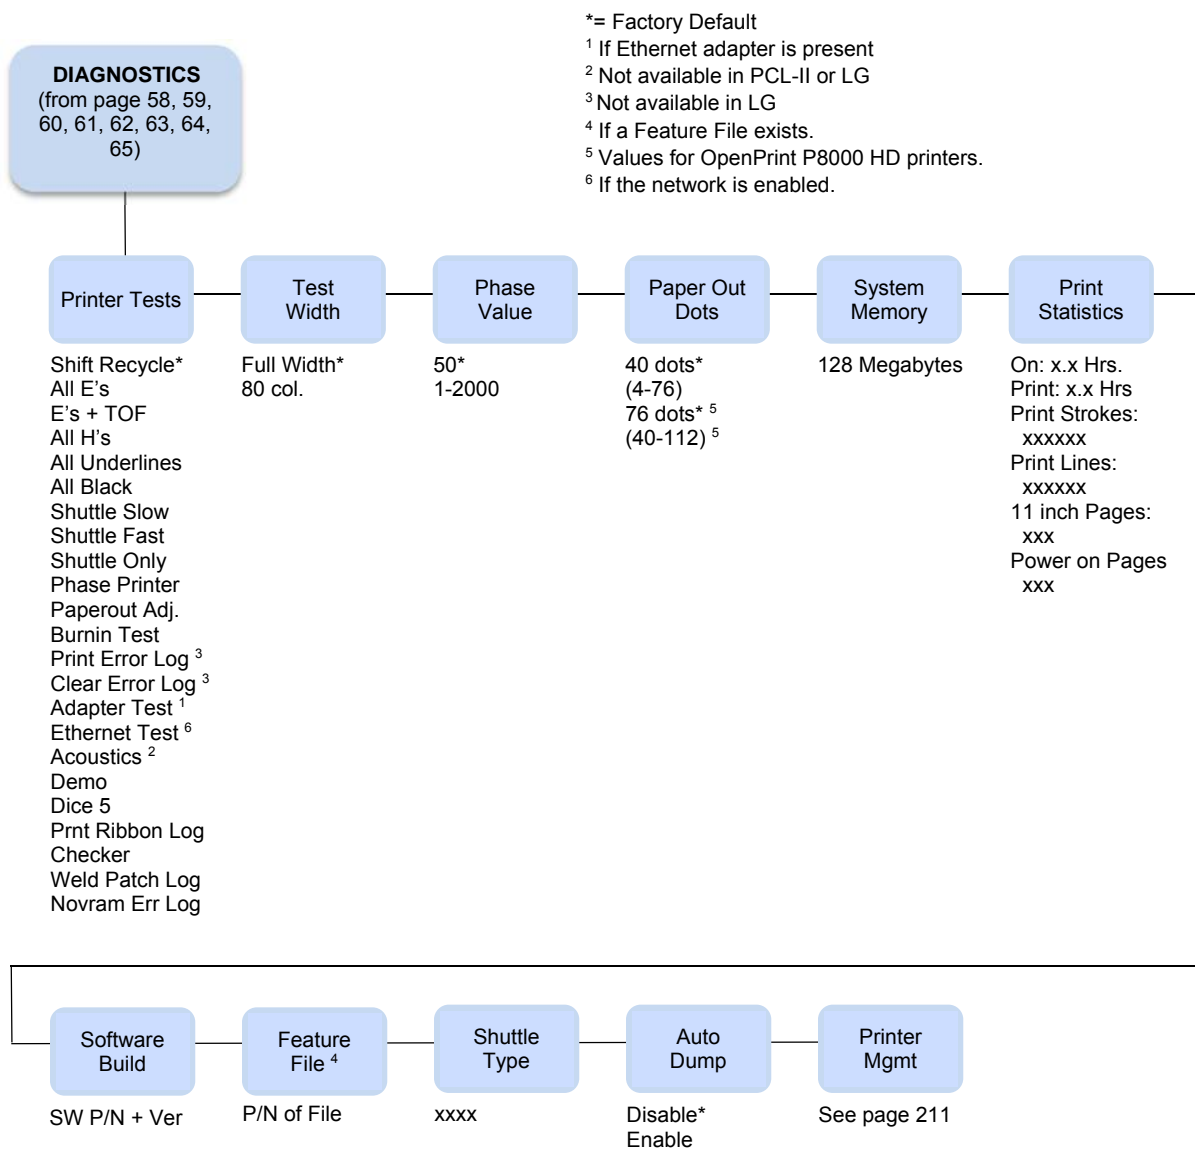 *= Factory Default
1 If Ethernet adapter is present
2 Not available in PCL-II or LG
3 Not available in LG
4 If a Feature File exists.
5 Values for OpenPrint P8000 HD printers.
6 If the network is enabled.
DIAGNOSTICS
(from page 58, 59,
60, 61, 62, 63, 64,
65)
Printer Tests
Shift Recycle*
All E's
E's + TOF
All H's
All Underlines
All Black
Shuttle Slow
Shuttle Fast
Shuttle Only
Phase Printer
Paperout Adj.
Burnin Test
Print Error Log 3
Clear Error Log 3
Adapter Test 1
Ethernet Test 6
Acoustics 2
Demo
Dice 5
Prnt Ribbon Log
Checker
Weld Patch Log
Novram Err Log
Test
Width
Full Width*
80 col.
Phase
Value
50*
1-2000
Paper Out
Dots
40 dots*
(4-76)
76 dots* 5
(40-112) 5
System
Memory
128 Megabytes
Print
Statistics
On: x.x Hrs.
Print: x.x Hrs
Print Strokes:
xxxxxx
Print Lines:
xxxxxx
11 inch Pages:
xxx
Power on Pages
xxx
Software
Build
SW P/N + Ver
Feature
File 4
P/N of File
Shuttle
Type
xxxx
Auto
Dump
Disable*
Enable
Printer
Mgmt
See page 211